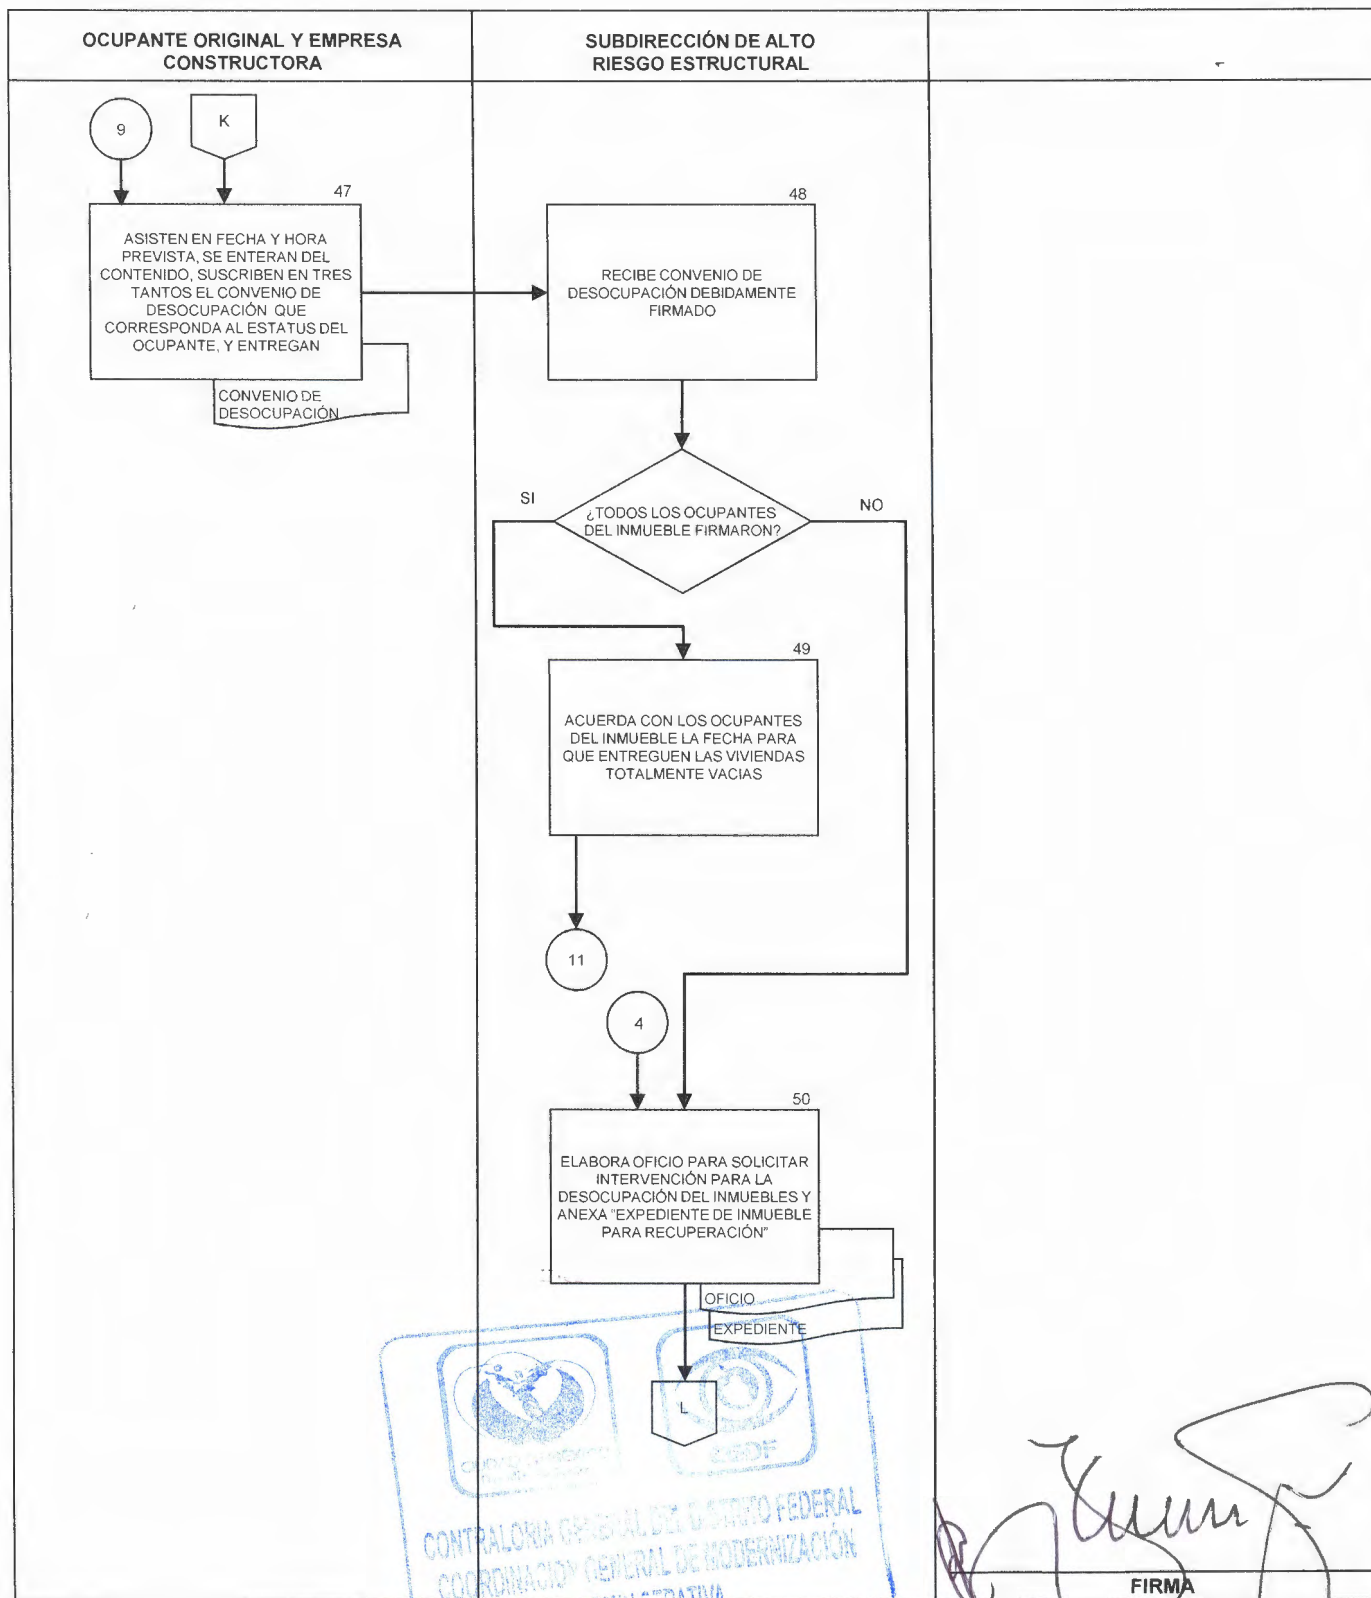 OCUPANTE ORIGINAL Y EMPRESA
CONSTRUCTORA
SUBDIRECCIÓN DE ALTO
RIESGO ESTRUCTURAL
9
K
47
ASISTEN EN FECHA Y HORA
PREVISTA, SE ENTERAN DEL
CONTENIDO, SUSCRIBEN EN TRES
TANTOS EL CONVENIO DE
DESOCUPACIÓN QUE
CORRESPONDA AL ESTATUS DEL
OCUPANTE, Y ENTREGAN
CONVENIO DE
DESOCUPACIÓN
48
RECIBE CONVENIO DE
DESOCUPACIÓN DEBIDAMENTE
FIRMADO
SI
¿TODOS LOS OCUPANTES
DEL INMUEBLE FIRMARON?
NO
49
ACUERDA CON LOS OCUPANTES
DEL INMUEBLE LA FECHA PARA
QUE ENTREGUEN LAS VIVIENDAS
TOTALMENTE VACIAS
11
4
50
ELABORA OFICIO PARA SOLICITAR
INTERVENCIÓN PARA LA
DESOCUPACIÓN DEL INMUEBLES Y
ANEXA "EXPEDIENTE DE INMUEBLE
PARA RECUPERACIÓN"
OFICIO
EXPEDIENTE
L
CGDF
CONTRALORIA GENERAL DEL DISTRITO FEDERAL
COORDINACIÓN GENERAL DE MODERNIZACIÓN
FIRMA